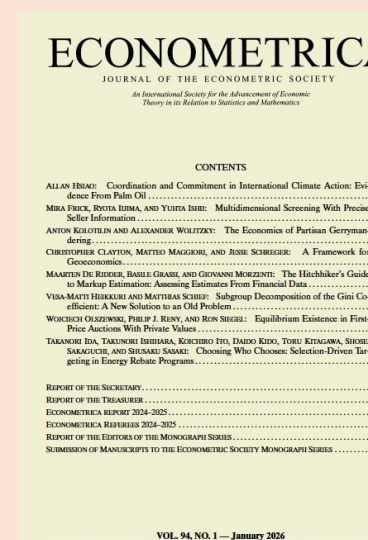 ECONOMETRICA
JOURNAL OF THE ECONOMETRIC SOCIETY
An International Society for the Advancement of Economic
Theory in its Relation to Statistics and Mathematics
CONTENTS
ALLAN HSIAO: Coordination and Commitment in International Climate Action: Evi-
dence From Palm Oil
MIRA FRICK, RYOTA IIJIMA, AND YUHTA ISHII: Multidimensional Screening With Precise
Seller Information
ANTON KOLOTILIN AND ALEXANDER WOLITZKY: The Economics of Partisan Gerryman-
dering
CHRISTOPHER CLAYTON, MATTEO MAGGIORI, AND JESSE SCHREGER: A Framework for
Geoeconomics
MAARTEN DE RIDDER, BASILE GRASSI, AND GIOVANNI MORZENTI: The Hitchhiker's Guide
to Markup Estimation: Assessing Estimates From Financial Data
VESA-MATTI HEIKKURI AND MATTHIAS SCHIEF: Subgroup Decomposition of the Gini Co-
efficient: A New Solution to an Old Problem
WOJCIECH OLSZEWSKI, PHILIP J. RENY, AND RON SIEGEL: Equilibrium Existence in First-
Price Auctions With Private Values
TAKANORI IDA, TAKUNORI ISHIHARA, KOICHIRO ITO, DAIDO KIDO, TORU KITAGAWA, SHOSEI
SAKAGUCHI, AND SHUSAKU SASAKI: Choosing Who Chooses: Selection-Driven Tar-
geting in Energy Rebate Programs
REPORT OF THE SECRETARY
REPORT OF THE TREASURER
ECONOMETRICA REPORT 2024–2025
ECONOMETRICA REFEREES 2024–2025
REPORT OF THE EDITORS OF THE MONOGRAPH SERIES
SUBMISSION OF MANUSCRIPTS TO THE ECONOMETRIC SOCIETY MONOGRAPH SERIES
VOL. 94, NO. 1 — January 2026